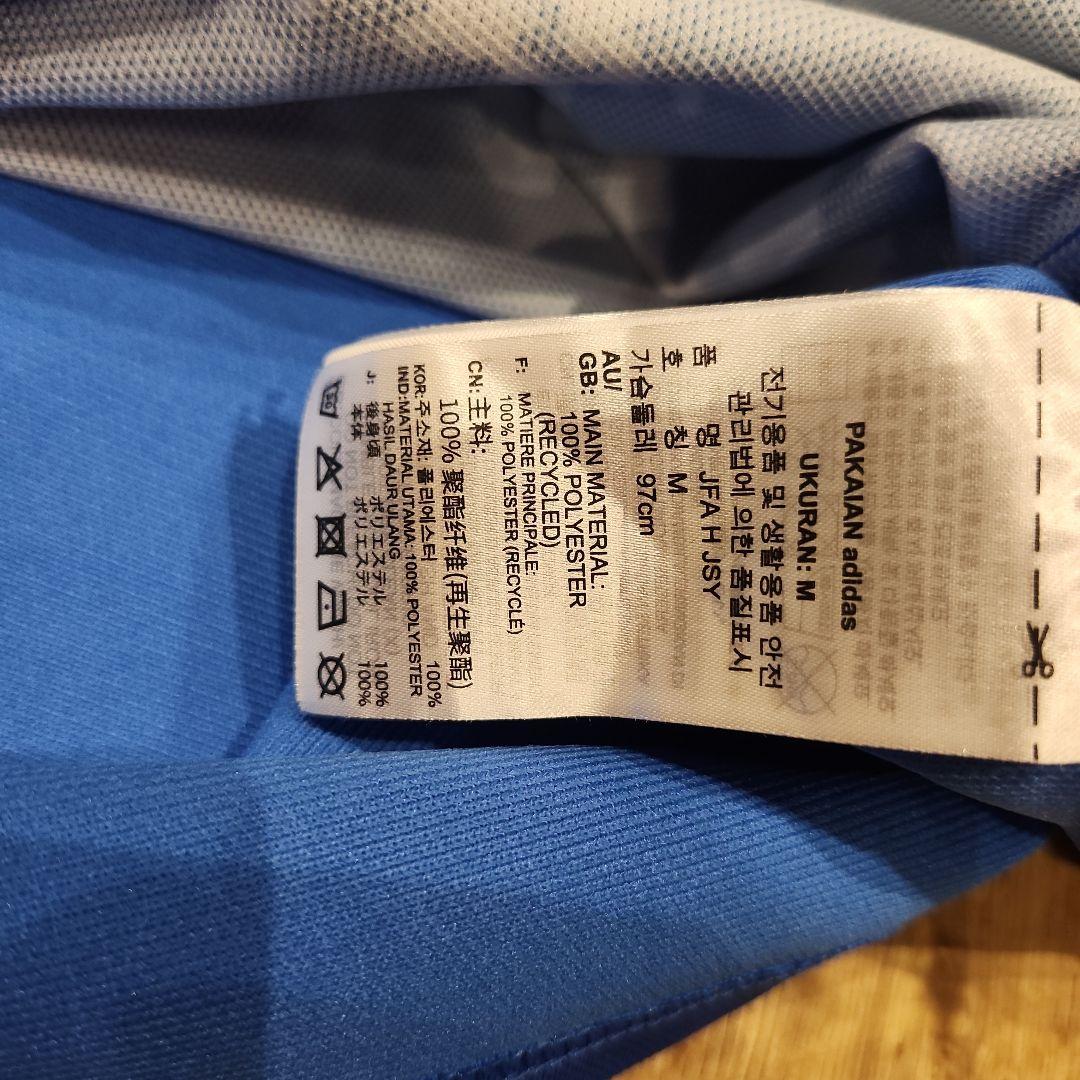 PAKAIAN adidas
UKURAN: M
전기용품 및 생활용품 안전
관리법에 의한 품질표시
품 명 JFA H JSY
호 칭 M
가슴둘레 97cm
AU/
GB: MAIN MATERIAL:
100% POLYESTER
(RECYCLED)
F: MATIERE PRINCIPALE:
100% POLYESTER (RECYCLÉ)
CN: 主料:
100% 聚酯纤维(再生聚酯)
KOR: 주소재: 폴리에스터 100%
IND:MATERIAL UTAMA: 100% POLYESTER
HASIL DAUR ULANG
J: 後身頃 ポリエステル 100%
本体 ポリエステル 100%